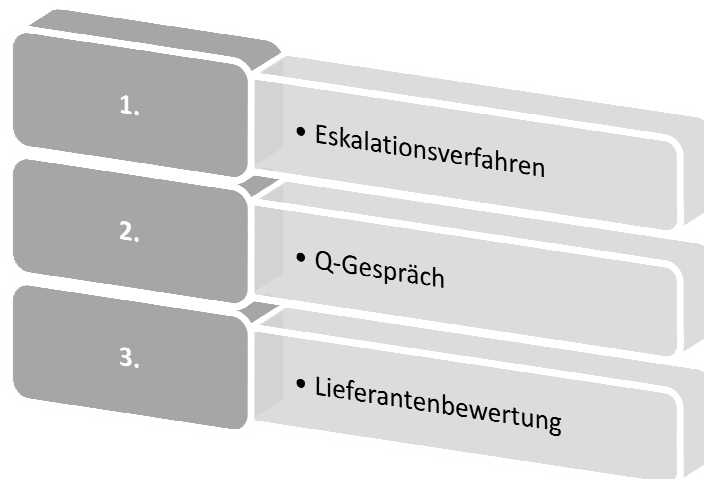 1.
• Eskalationsverfahren
2.
• Q-Gespräch
3.
• Lieferantenbewertung